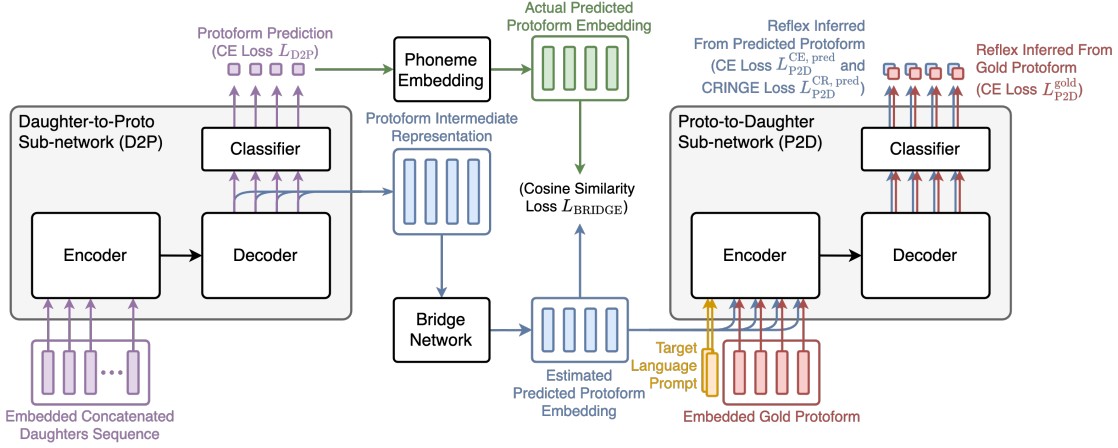 Protoform Prediction
(CE Loss L_D2P)
Actual Predicted
Protoform Embedding
Phoneme
Embedding
Reflex Inferred
From Predicted Protoform
(CE Loss L_P2D^CE, pred and
CRINGE Loss L_P2D^CR, pred)
Reflex Inferred From
Gold Protoform
(CE Loss L_P2D^gold)
Daughter-to-Proto
Sub-network (D2P)
Classifier
Encoder
Decoder
Protoform Intermediate
Representation
(Cosine Similarity
Loss L_BRIDGE)
Bridge
Network
Estimated
Predicted Protoform
Embedding
Proto-to-Daughter
Sub-network (P2D)
Classifier
Encoder
Decoder
Target
Language
Prompt
Embedded Gold Protoform
Embedded Concatenated
Daughters Sequence